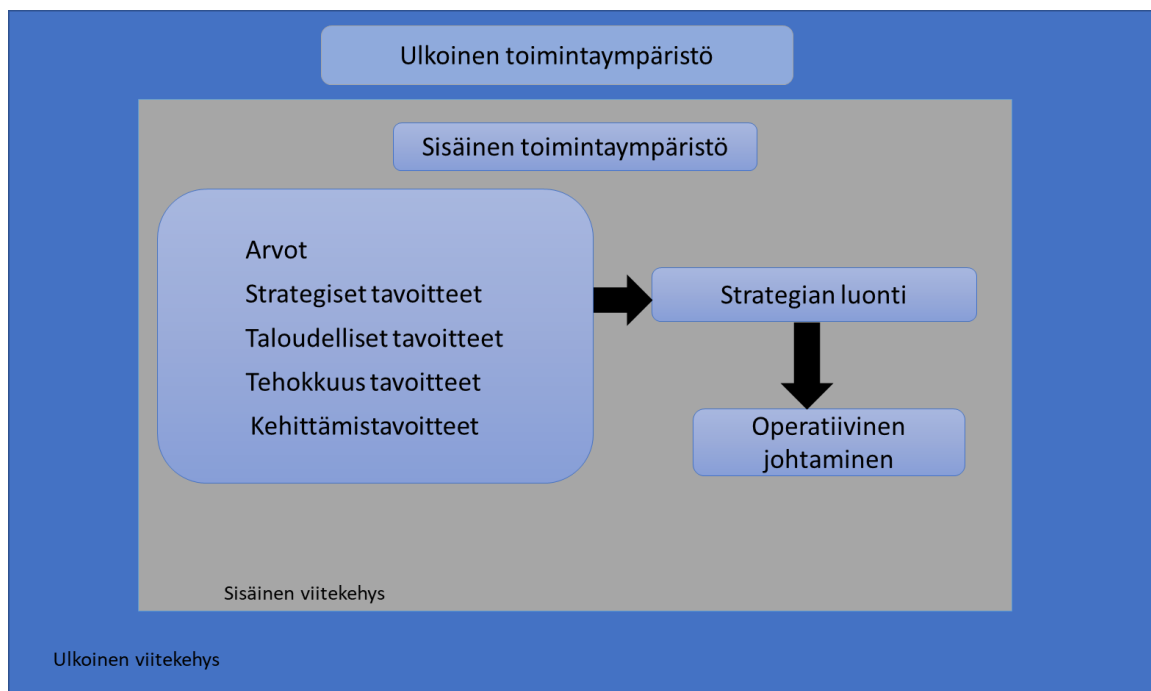 Ulkoinen toimintaympäristö
Sisäinen toimintaympäristö
Arvot
Strategiset tavoitteet
Taloudelliset tavoitteet
Tehokkuus tavoitteet
Kehittämistavoitteet
Strategian luonti
Operatiivinen
johtaminen
Sisäinen viitekehys
Ulkoinen viitekehys